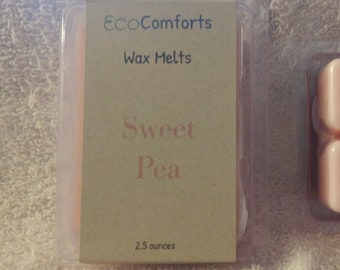 EcoComforts
Wax Melts
Sweet
Pea
2.5 ounces